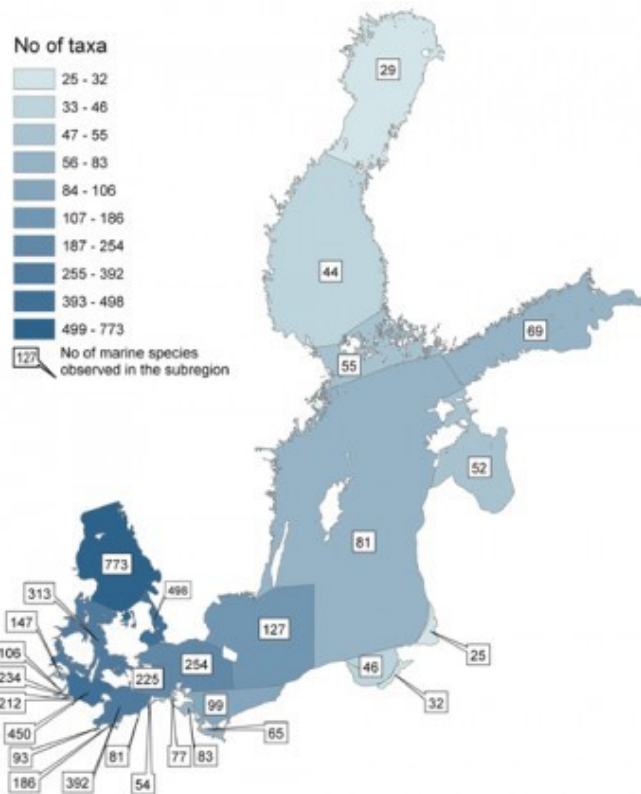 No of taxa
25 - 32
33 - 46
47 - 55
56 - 83
84 - 106
107 - 186
187 - 254
255 - 392
393 - 498
499 - 773
127 No of marine species
observed in the subregion
29
44
69
55
52
81
773
498
313
147
127
106
254
25
234
225
46
212
32
99
450
65
93
81
77
83
186
392
54